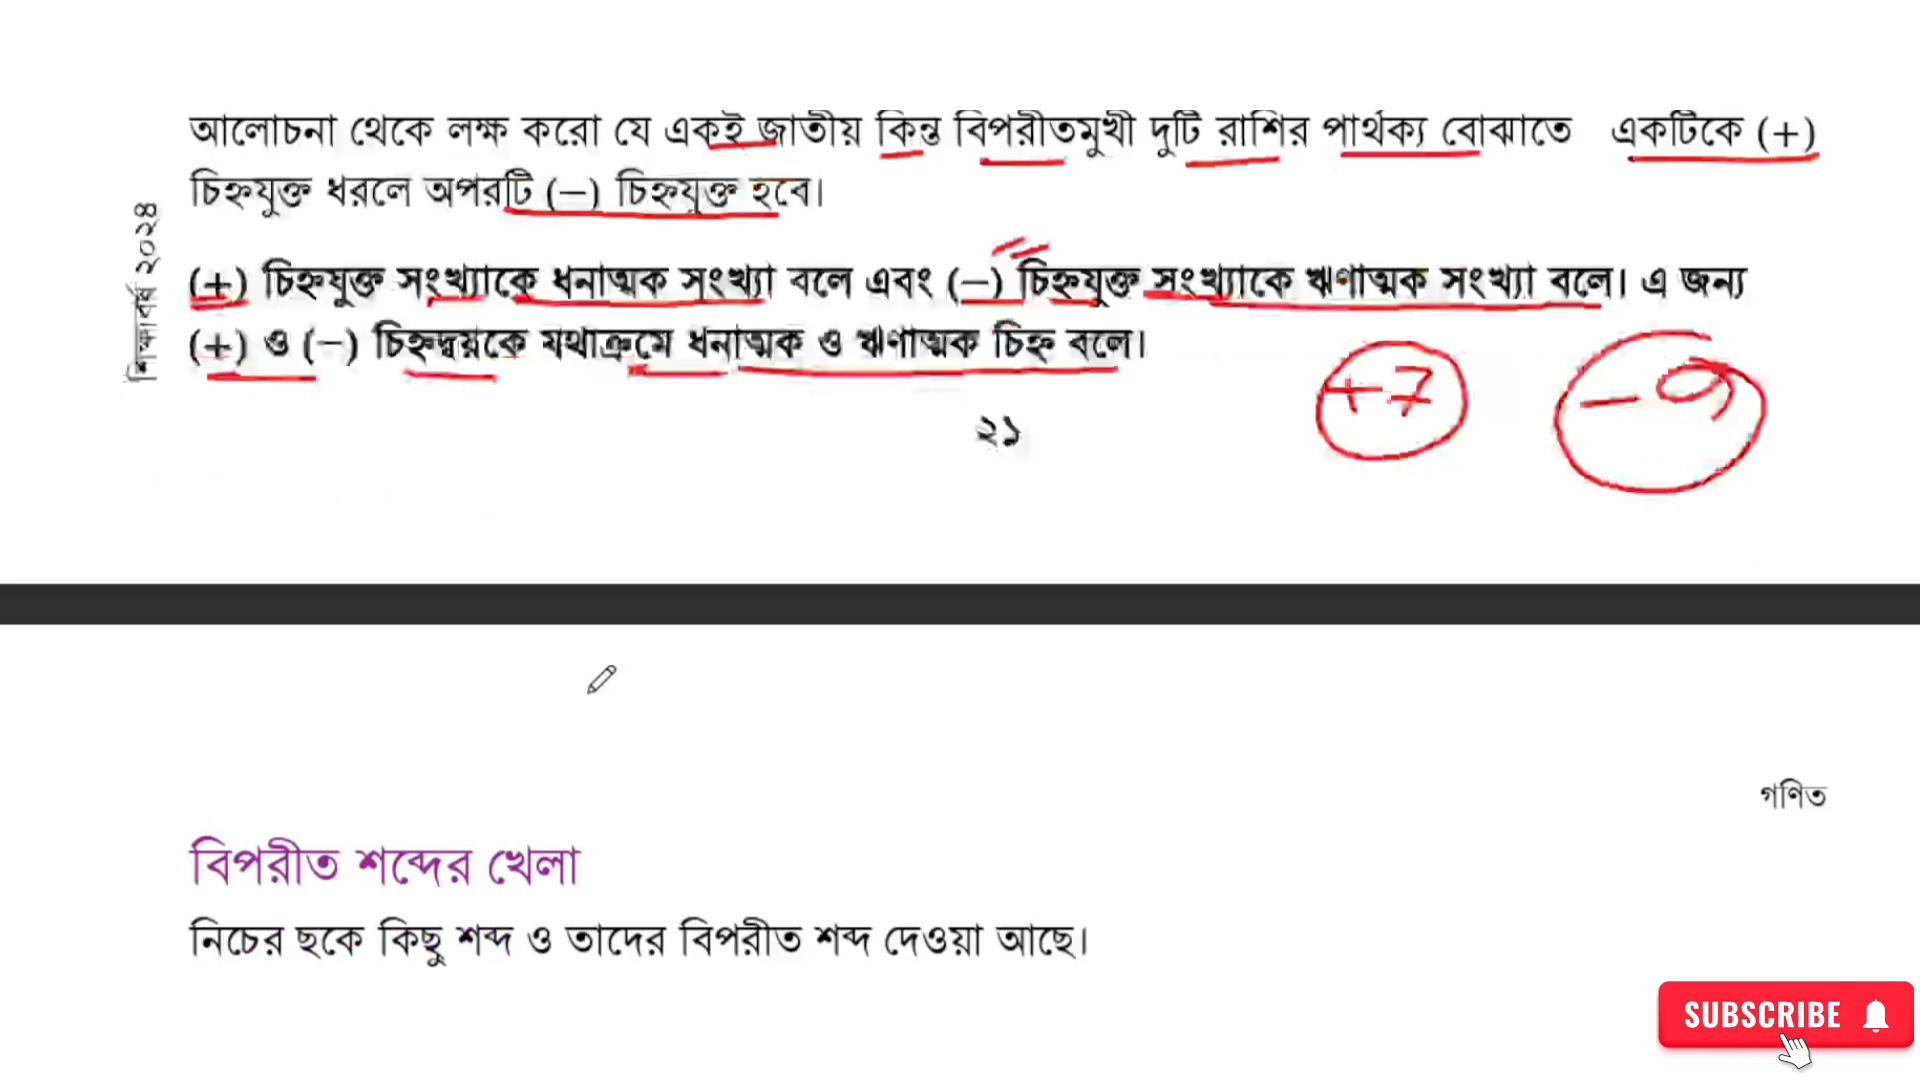 আলোচনা থেকে লক্ষ করো যে একই জাতীয় কিন্তু বিপরীতমুখী দুটি রাশির পার্থক্য বোঝাতে একটিকে (+)
চিহ্নযুক্ত ধরলে অপরটি (−) চিহ্নযুক্ত হবে।
শিক্ষাবর্ষ ২০২৪
(+) চিহ্নযুক্ত সংখ্যাকে ধনাত্মক সংখ্যা বলে এবং (−) চিহ্নযুক্ত সংখ্যাকে ঋণাত্মক সংখ্যা বলে। এ জন্য
(+) ও (−) চিহ্নদ্বয়কে যথাক্রমে ধনাত্মক ও ঋণাত্মক চিহ্ন বলে।
+7
২১
গণিত
বিপরীত শব্দের খেলা
নিচের ছকে কিছু শব্দ ও তাদের বিপরীত শব্দ দেওয়া আছে।
SUBSCRIBE